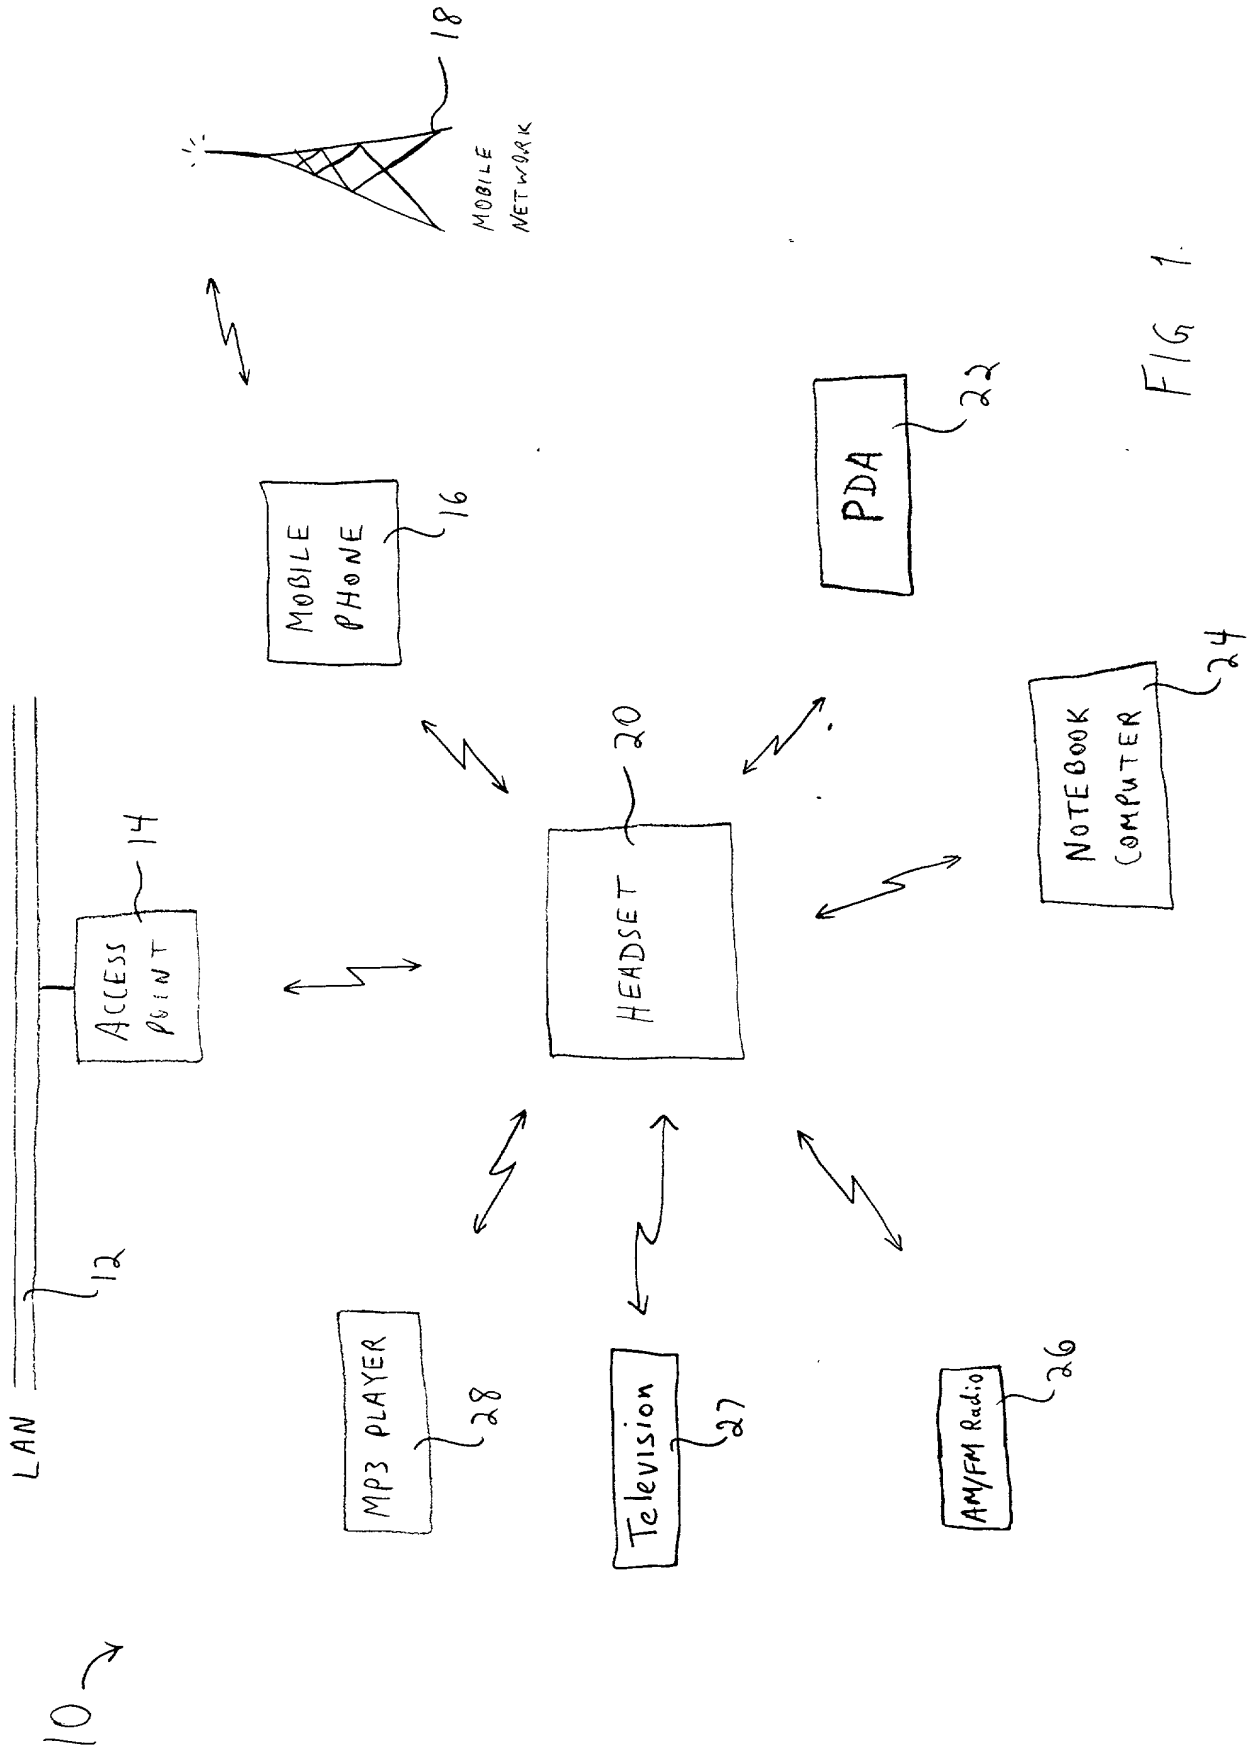 10
LAN
12
ACCESS
POINT
14
MOBILE
PHONE
16
18
MOBILE
NETWORK
MP3 PLAYER
28
HEADSET
20
Television
27
PDA
22
AM/FM Radio
26
NOTEBOOK
COMPUTER
24
FIG 1.